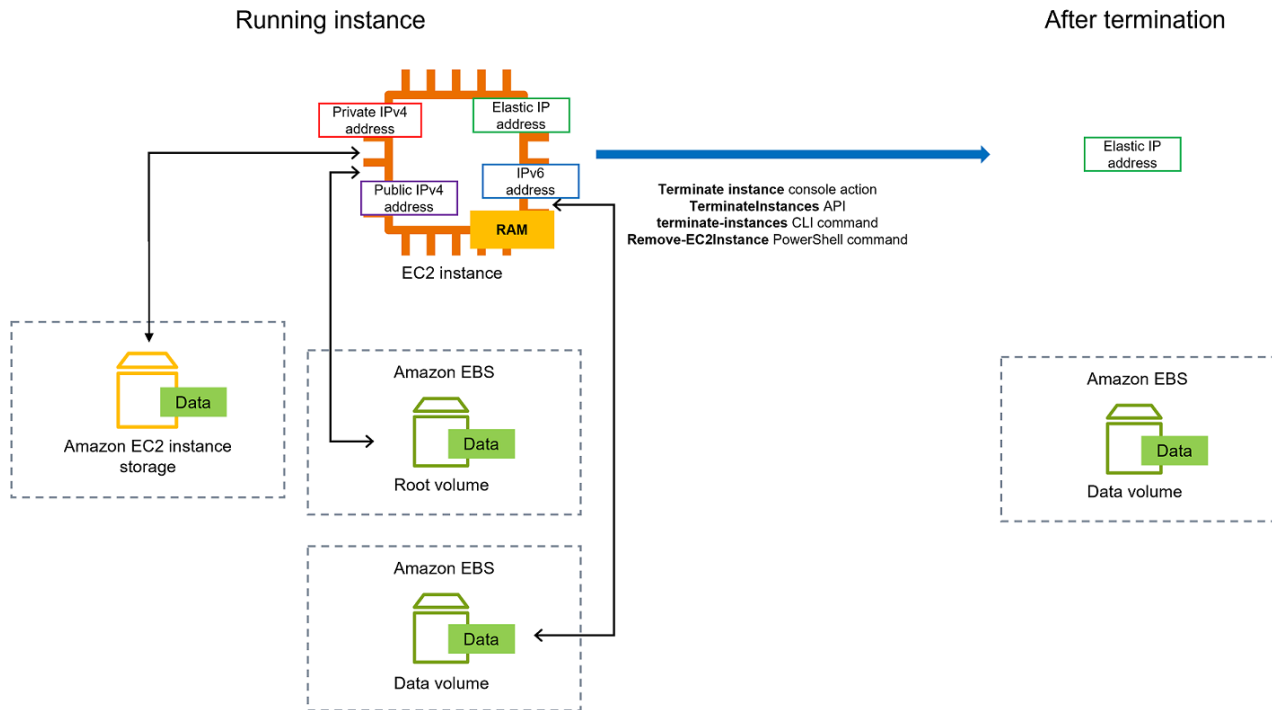 Running instance
After termination
Private IPv4
address
Elastic IP
address
Public IPv4
address
IPv6
address
RAM
EC2 instance
Terminate instance console action
TerminateInstances API
terminate-instances CLI command
Remove-EC2Instance PowerShell command
Elastic IP
address
Data
Amazon EC2 instance
storage
Amazon EBS
Data
Root volume
Amazon EBS
Data
Data volume
Amazon EBS
Data
Data volume